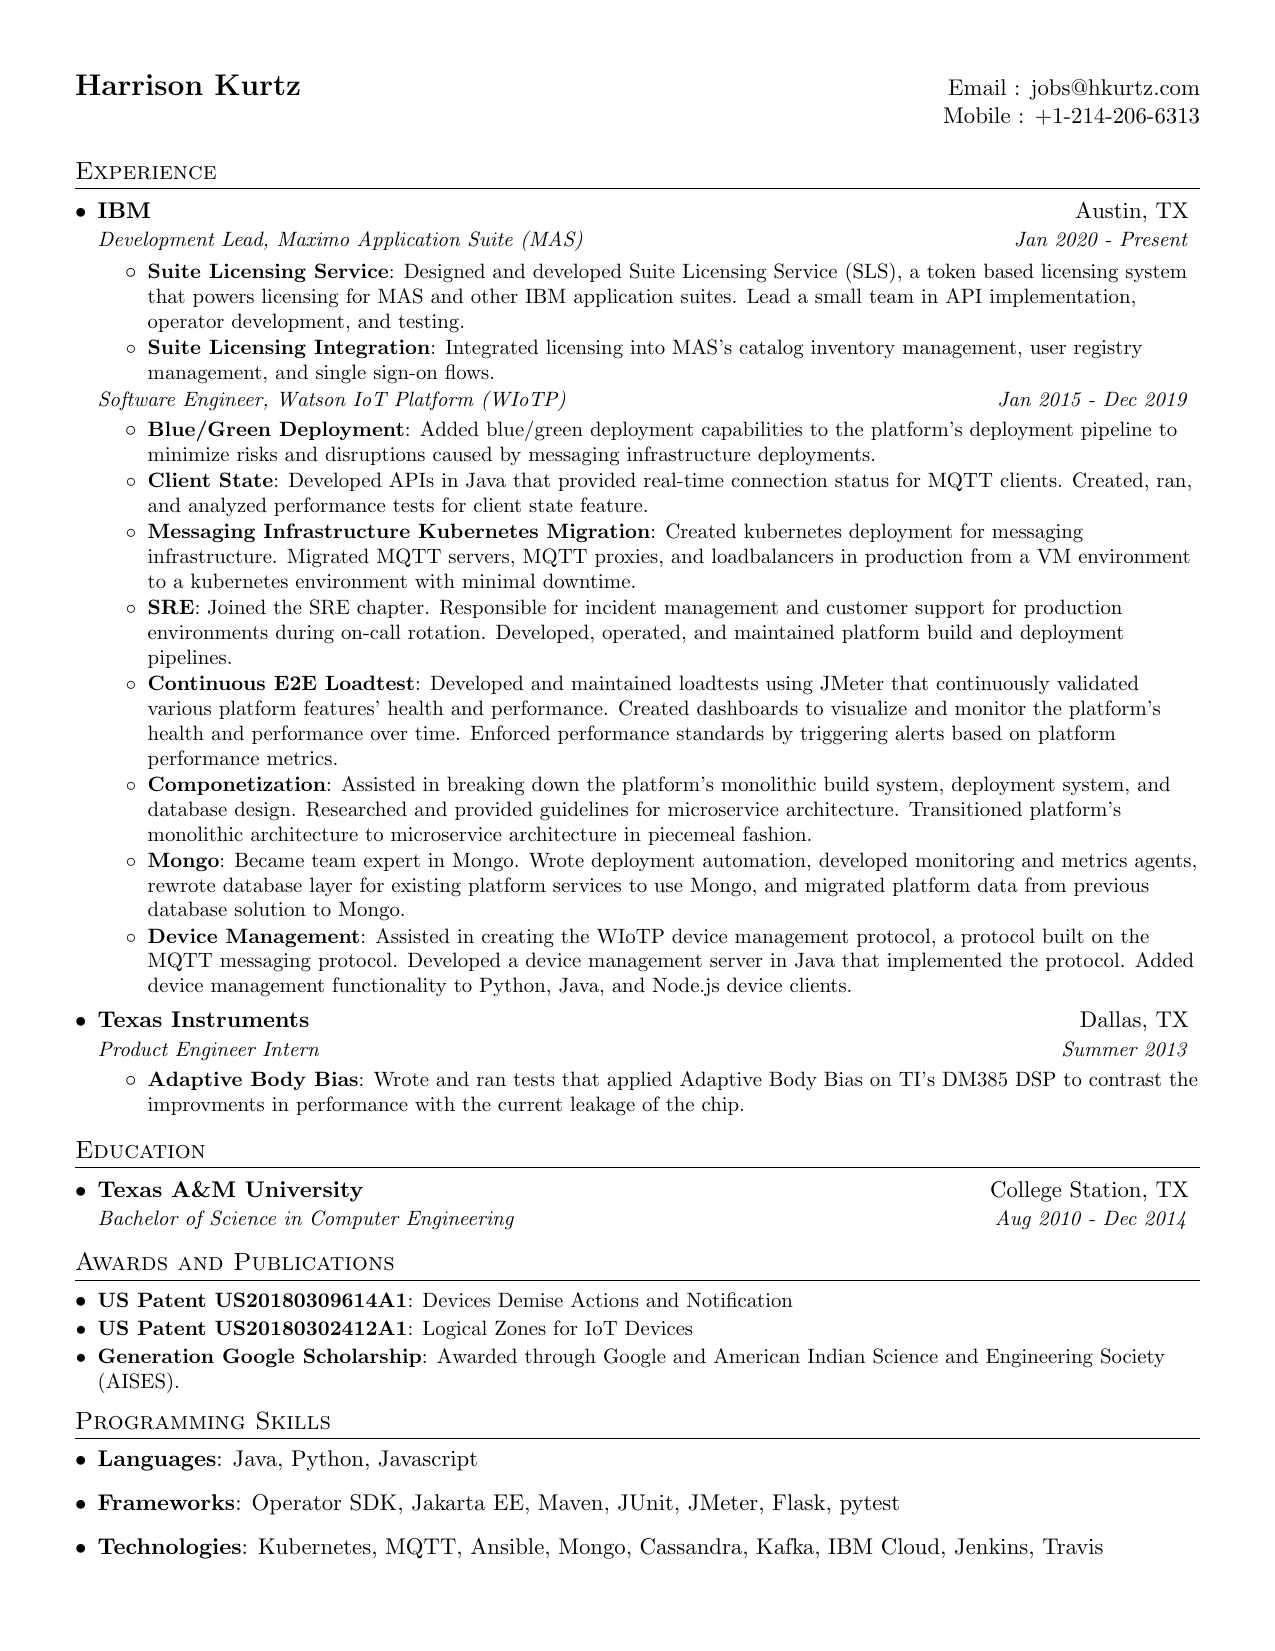 Harrison Kurtz
Email : jobs@hkurtz.com
Mobile : +1-214-206-6313
Experience
• IBM Austin, TX
Development Lead, Maximo Application Suite (MAS) Jan 2020 - Present
◦ Suite Licensing Service: Designed and developed Suite Licensing Service (SLS), a token based licensing system
that powers licensing for MAS and other IBM application suites. Lead a small team in API implementation,
operator development, and testing.
◦ Suite Licensing Integration: Integrated licensing into MAS's catalog inventory management, user registry
management, and single sign-on flows.
Software Engineer, Watson IoT Platform (WIoTP) Jan 2015 - Dec 2019
◦ Blue/Green Deployment: Added blue/green deployment capabilities to the platform's deployment pipeline to
minimize risks and disruptions caused by messaging infrastructure deployments.
◦ Client State: Developed APIs in Java that provided real-time connection status for MQTT clients. Created, ran,
and analyzed performance tests for client state feature.
◦ Messaging Infrastructure Kubernetes Migration: Created kubernetes deployment for messaging
infrastructure. Migrated MQTT servers, MQTT proxies, and loadbalancers in production from a VM environment
to a kubernetes environment with minimal downtime.
◦ SRE: Joined the SRE chapter. Responsible for incident management and customer support for production
environments during on-call rotation. Developed, operated, and maintained platform build and deployment
pipelines.
◦ Continuous E2E Loadtest: Developed and maintained loadtests using JMeter that continuously validated
various platform features' health and performance. Created dashboards to visualize and monitor the platform's
health and performance over time. Enforced performance standards by triggering alerts based on platform
performance metrics.
◦ Componetization: Assisted in breaking down the platform's monolithic build system, deployment system, and
database design. Researched and provided guidelines for microservice architecture. Transitioned platform's
monolithic architecture to microservice architecture in piecemeal fashion.
◦ Mongo: Became team expert in Mongo. Wrote deployment automation, developed monitoring and metrics agents,
rewrote database layer for existing platform services to use Mongo, and migrated platform data from previous
database solution to Mongo.
◦ Device Management: Assisted in creating the WIoTP device management protocol, a protocol built on the
MQTT messaging protocol. Developed a device management server in Java that implemented the protocol. Added
device management functionality to Python, Java, and Node.js device clients.
• Texas Instruments Dallas, TX
Product Engineer Intern Summer 2013
◦ Adaptive Body Bias: Wrote and ran tests that applied Adaptive Body Bias on TI's DM385 DSP to contrast the
improvments in performance with the current leakage of the chip.
Education
• Texas A&M University College Station, TX
Bachelor of Science in Computer Engineering Aug 2010 - Dec 2014
Awards and Publications
• US Patent US20180309614A1: Devices Demise Actions and Notification
• US Patent US20180302412A1: Logical Zones for IoT Devices
• Generation Google Scholarship: Awarded through Google and American Indian Science and Engineering Society
(AISES).
Programming Skills
• Languages: Java, Python, Javascript
• Frameworks: Operator SDK, Jakarta EE, Maven, JUnit, JMeter, Flask, pytest
• Technologies: Kubernetes, MQTT, Ansible, Mongo, Cassandra, Kafka, IBM Cloud, Jenkins, Travis